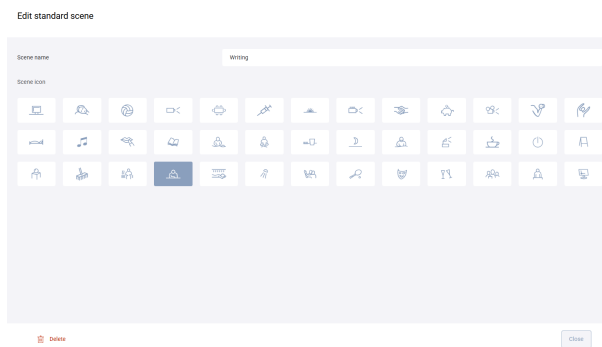 Edit standard scene
Scene name
Writing
Scene icon
Delete
Close